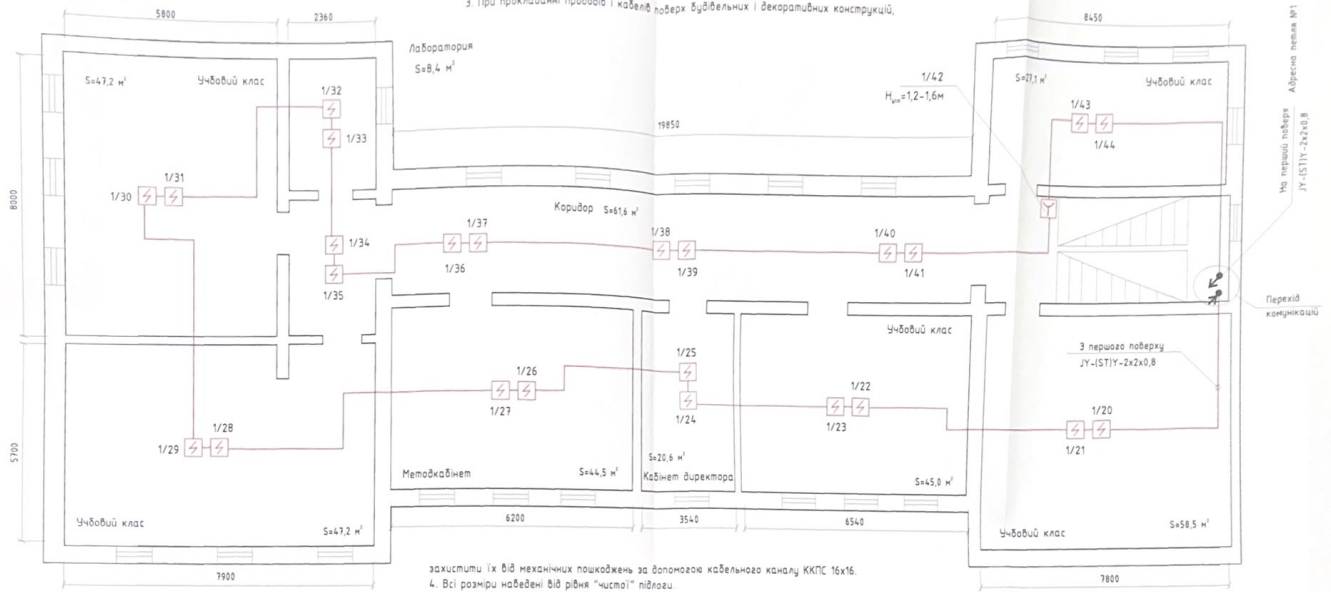 3. При прокладанні проводів і кабелів поверх будівельних і декоративних конструкцій,
5800
2360
8450
Лабораторія
S=8,4 м²
S=47,2 м²
Учбовий клас
1/32
1/33
19850
1/42
Hуст=1,2-1,6м
S=27,1 м²
Учбовий клас
1/43
1/44
Адресна петля №1
На перший поверх
JY-(ST)Y-2x2x0,8
8000
1/30
1/31
Коридор S=61,6 м²
1/34
1/35
1/36
1/37
1/38
1/39
1/40
1/41
Перехід
комунікацій
З першого поверху
JY-(ST)Y-2x2x0,8
5700
1/29
1/28
1/27
1/26
1/25
1/24
Учбовий клас
1/22
1/23
1/20
1/21
Учбовий клас
S=47,2 м²
Методкабінет
S=44,5 м²
S=20,6 м²
Кабінет директора
S=45,0 м²
Учбовий клас
S=58,5 м²
6200
3540
6540
7900
7800
захистити їх від механічних пошкоджень за допомогою кабельного каналу ККПС 16х16.
4. Всі розміри наведені від рівня "чистої" підлоги.